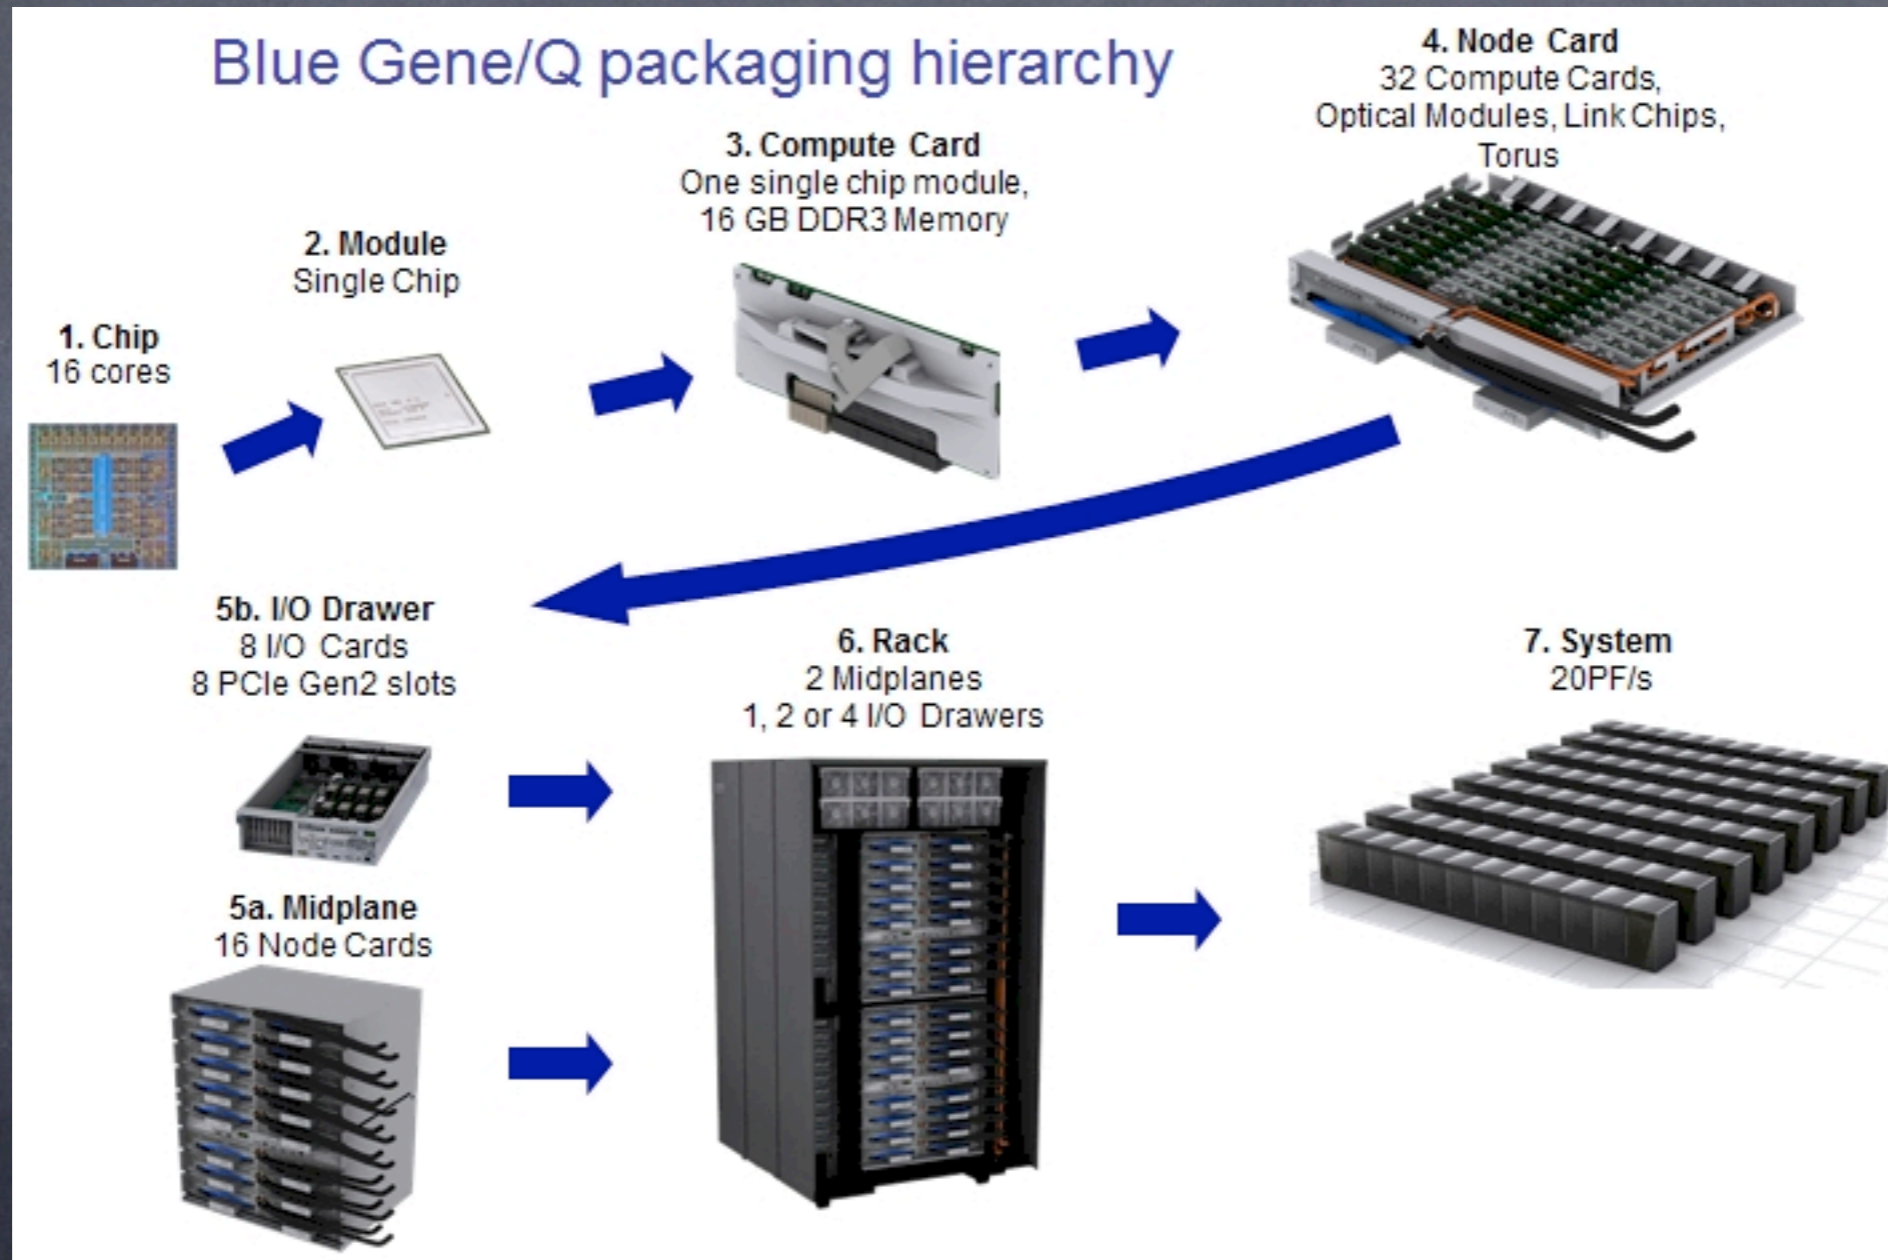 Blue Gene/Q packaging hierarchy
1. Chip
16 cores
2. Module
Single Chip
3. Compute Card
One single chip module,
16 GB DDR3 Memory
4. Node Card
32 Compute Cards,
Optical Modules, Link Chips,
Torus
5b. I/O Drawer
8 I/O Cards
8 PCIe Gen2 slots
5a. Midplane
16 Node Cards
6. Rack
2 Midplanes
1, 2 or 4 I/O Drawers
7. System
20PF/s